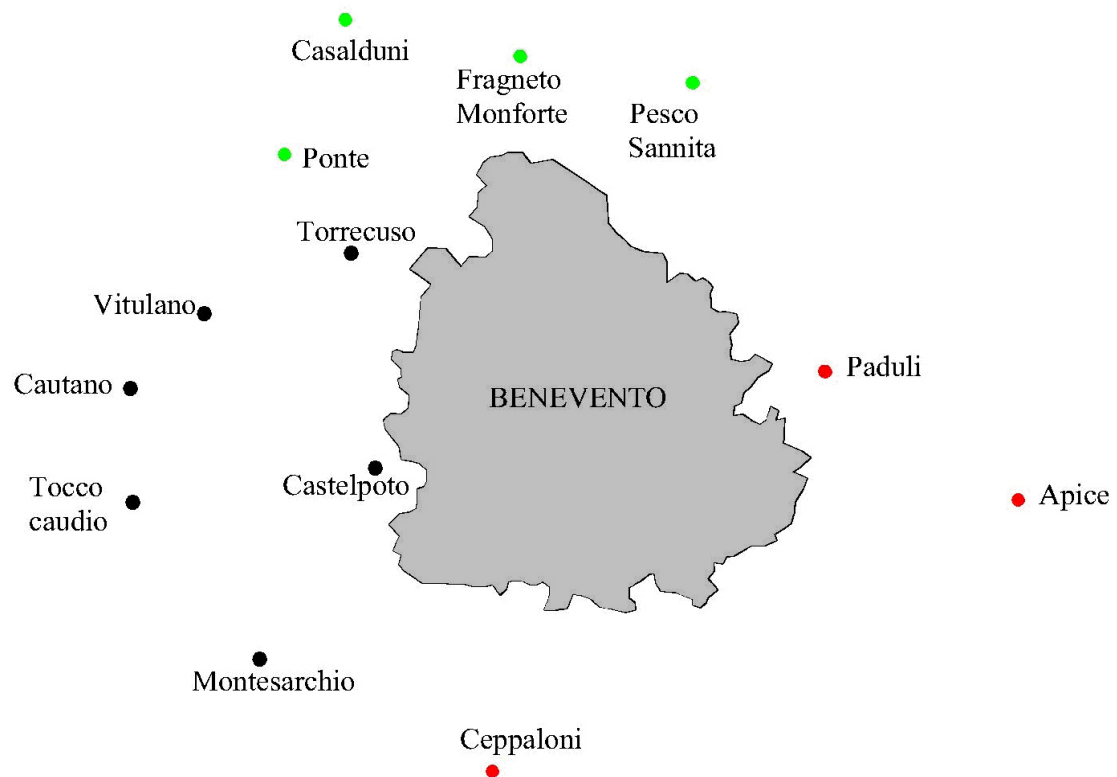 Casalduni
Fragneto
Monforte
Pesco
Sannita
Ponte
Torrecuso
Vitulano
Paduli
Cautano
BENEVENTO
Castelpoto
Tocco
caudio
Apice
Montesarchio
Ceppaloni